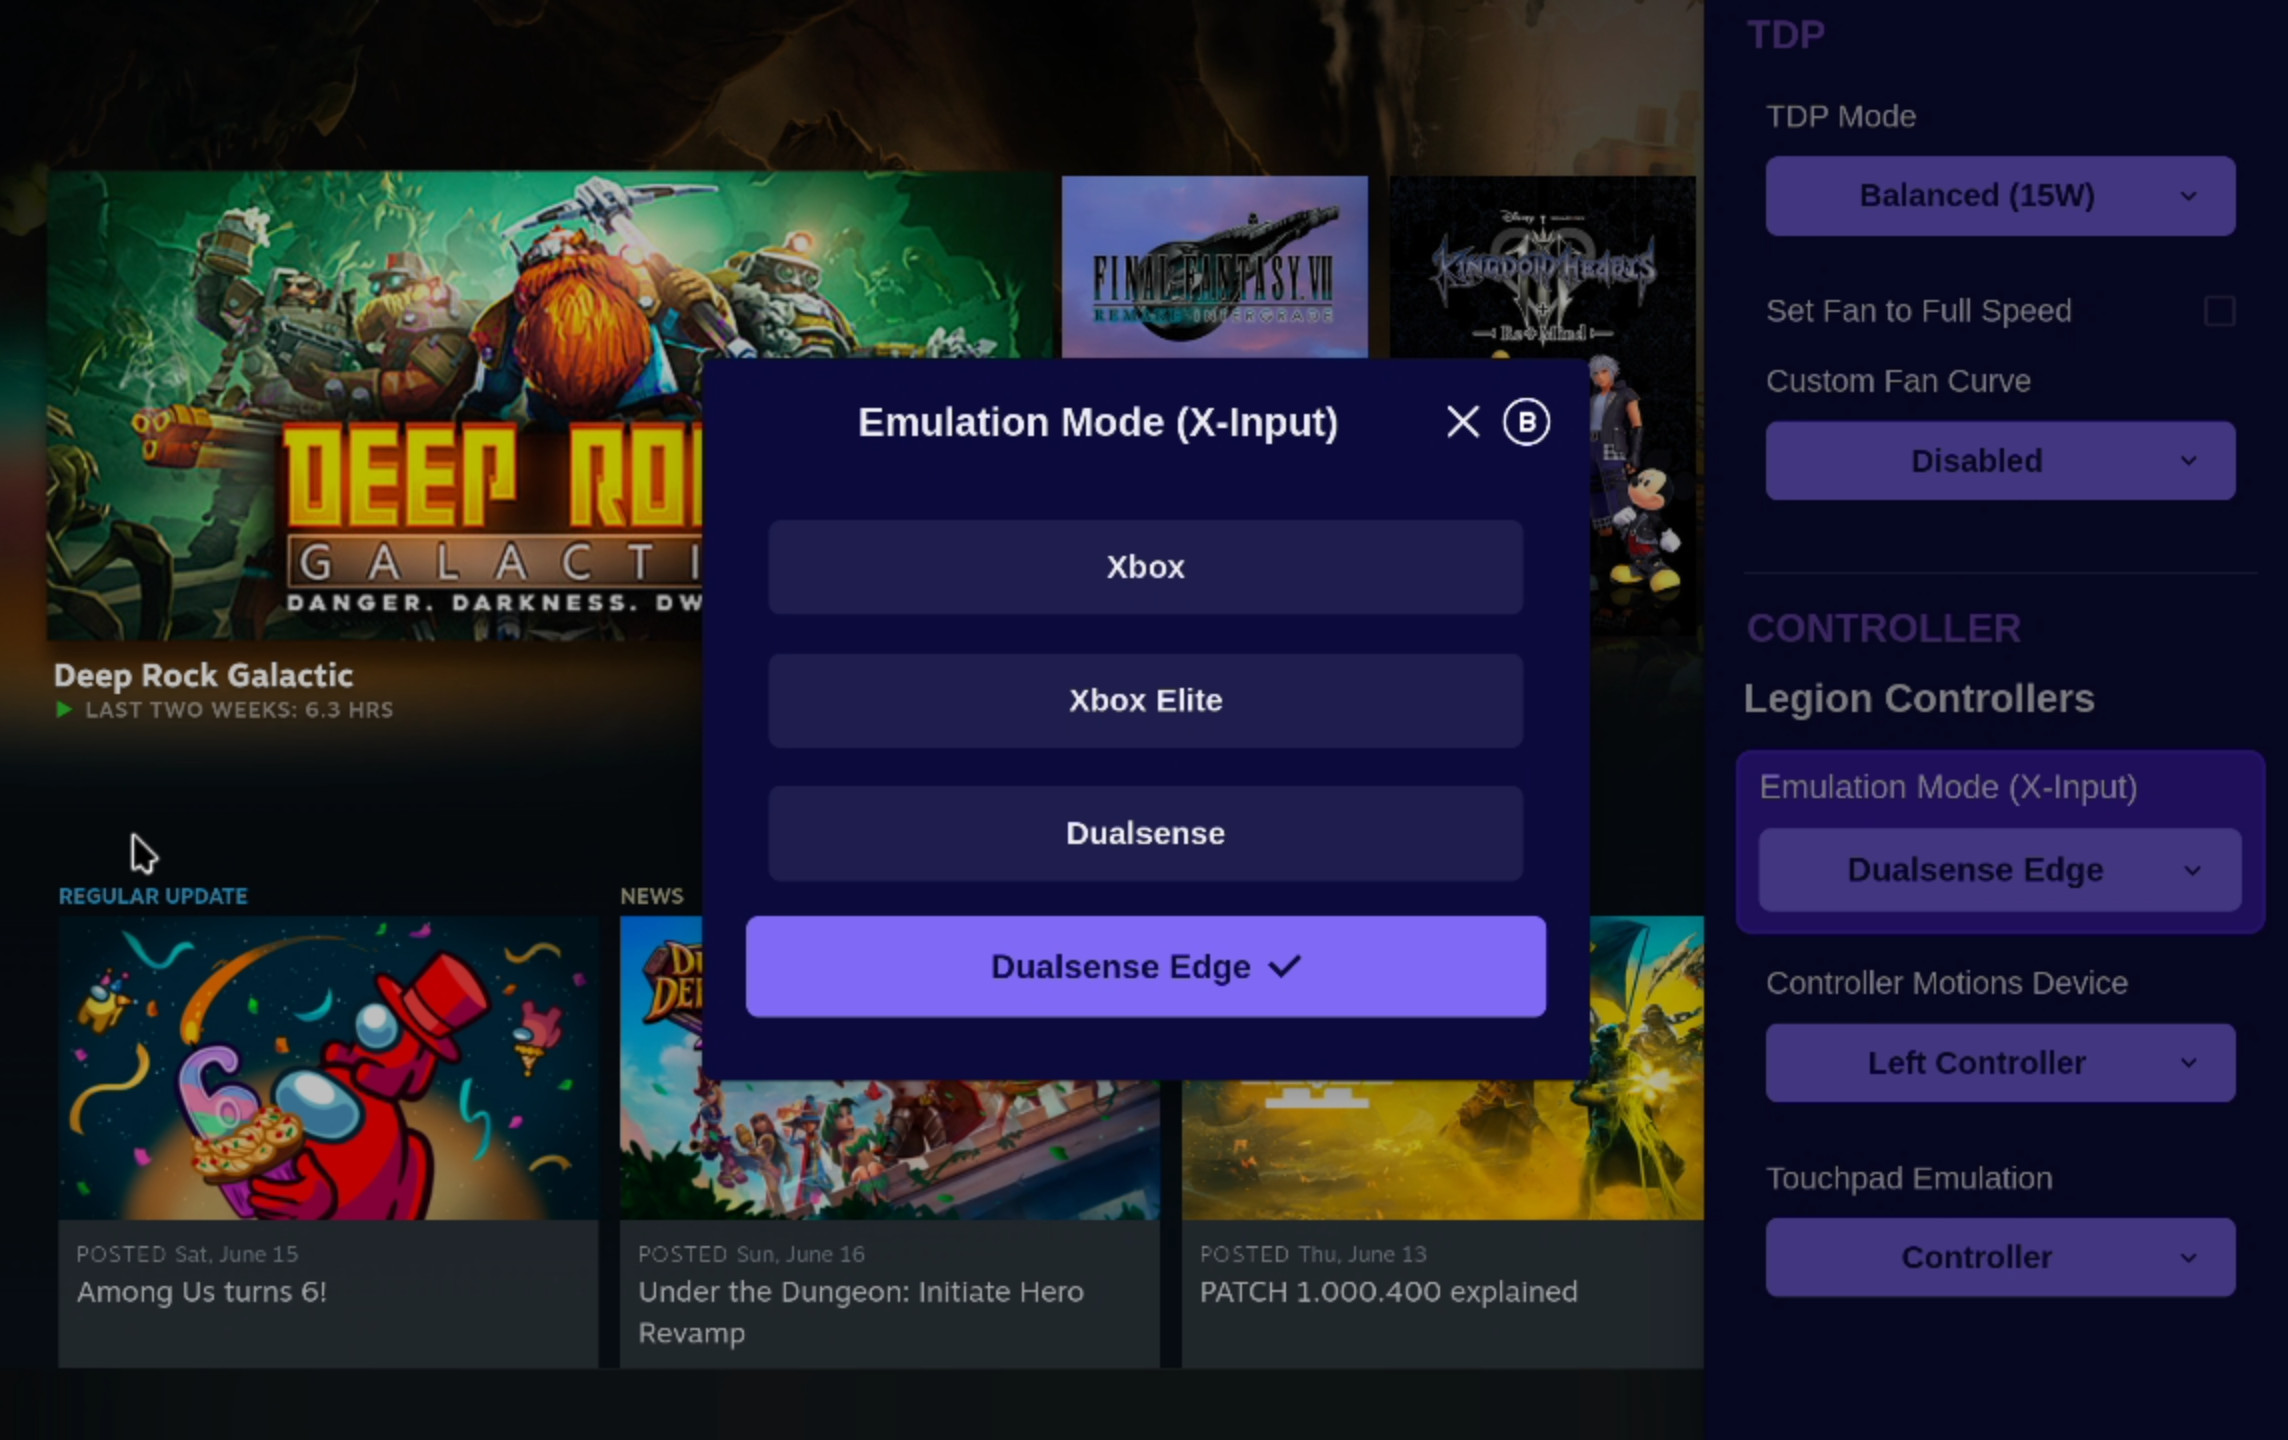 Disney
FINAL FANTASY.VII
REMAKE INTERGRADE
KINGDOM HEARTS
III
Re+Mind
DEEP RO
GALACTI
DANGER. DARKNESS. DW
Deep Rock Galactic
LAST TWO WEEKS: 6.3 HRS
REGULAR UPDATE
NEWS
6
DU
DE
POSTED Sat, June 15
Among Us turns 6!
POSTED Sun, June 16
Under the Dungeon: Initiate Hero
Revamp
POSTED Thu, June 13
PATCH 1.000.400 explained
Emulation Mode (X-Input)
B
Xbox
Xbox Elite
Dualsense
Dualsense Edge
TDP
TDP Mode
Balanced (15W)
Set Fan to Full Speed
Custom Fan Curve
Disabled
CONTROLLER
Legion Controllers
Emulation Mode (X-Input)
Dualsense Edge
Controller Motions Device
Left Controller
Touchpad Emulation
Controller